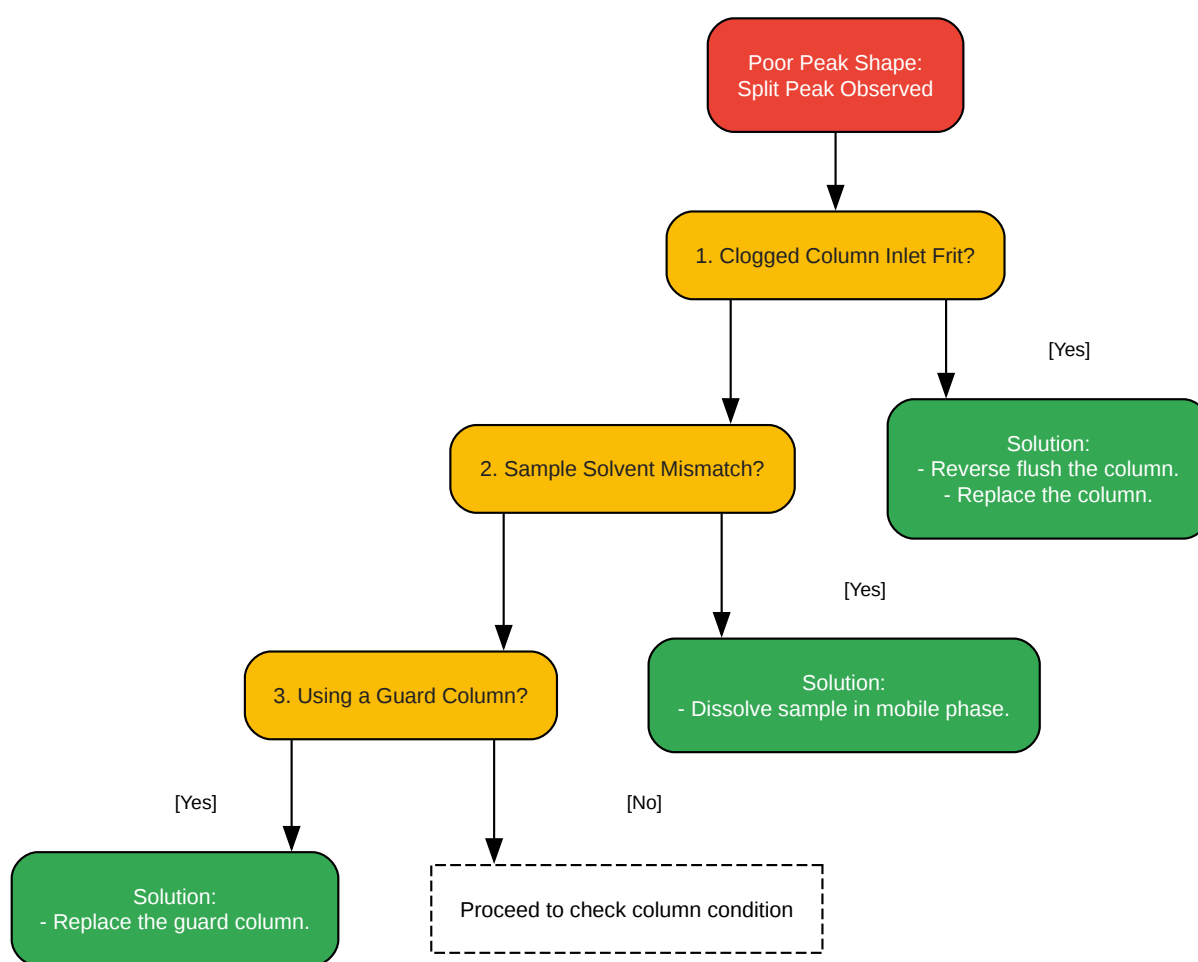 Poor Peak Shape:
Split Peak Observed
1. Clogged Column Inlet Frit?
[Yes]
Solution:
- Reverse flush the column.
- Replace the column.
2. Sample Solvent Mismatch?
[Yes]
Solution:
- Dissolve sample in mobile phase.
3. Using a Guard Column?
[Yes]
[No]
Solution:
- Replace the guard column.
Proceed to check column condition